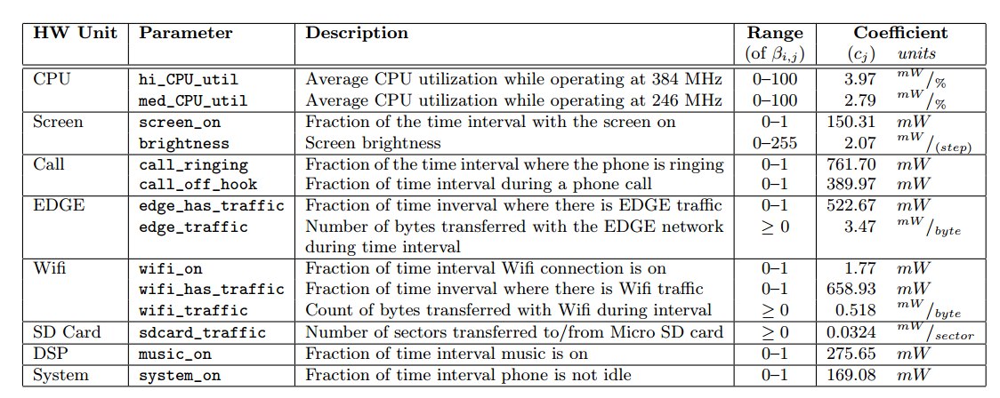 HW Unit Parameter Description Range Coefficient
(of βi,j) (cj) units
CPU hi_CPU_util Average CPU utilization while operating at 384 MHz 0–100 3.97 mW/%
med_CPU_util Average CPU utilization while operating at 246 MHz 0–100 2.79 mW/%
Screen screen_on Fraction of the time interval with the screen on 0–1 150.31 mW
brightness Screen brightness 0–255 2.07 mW/(step)
Call call_ringing Fraction of the time interval where the phone is ringing 0–1 761.70 mW
call_off_hook Fraction of time interval during a phone call 0–1 389.97 mW
EDGE edge_has_traffic Fraction of time inverval where there is EDGE traffic 0–1 522.67 mW
edge_traffic Number of bytes transferred with the EDGE network ≥ 0 3.47 mW/byte
during time interval
Wifi wifi_on Fraction of time interval Wifi connection is on 0–1 1.77 mW
wifi_has_traffic Fraction of time inverval where there is Wifi traffic 0–1 658.93 mW
wifi_traffic Count of bytes transferred with Wifi during interval ≥ 0 0.518 mW/byte
SD Card sdcard_traffic Number of sectors transferred to/from Micro SD card ≥ 0 0.0324 mW/sector
DSP music_on Fraction of time interval music is on 0–1 275.65 mW
System system_on Fraction of time interval phone is not idle 0–1 169.08 mW